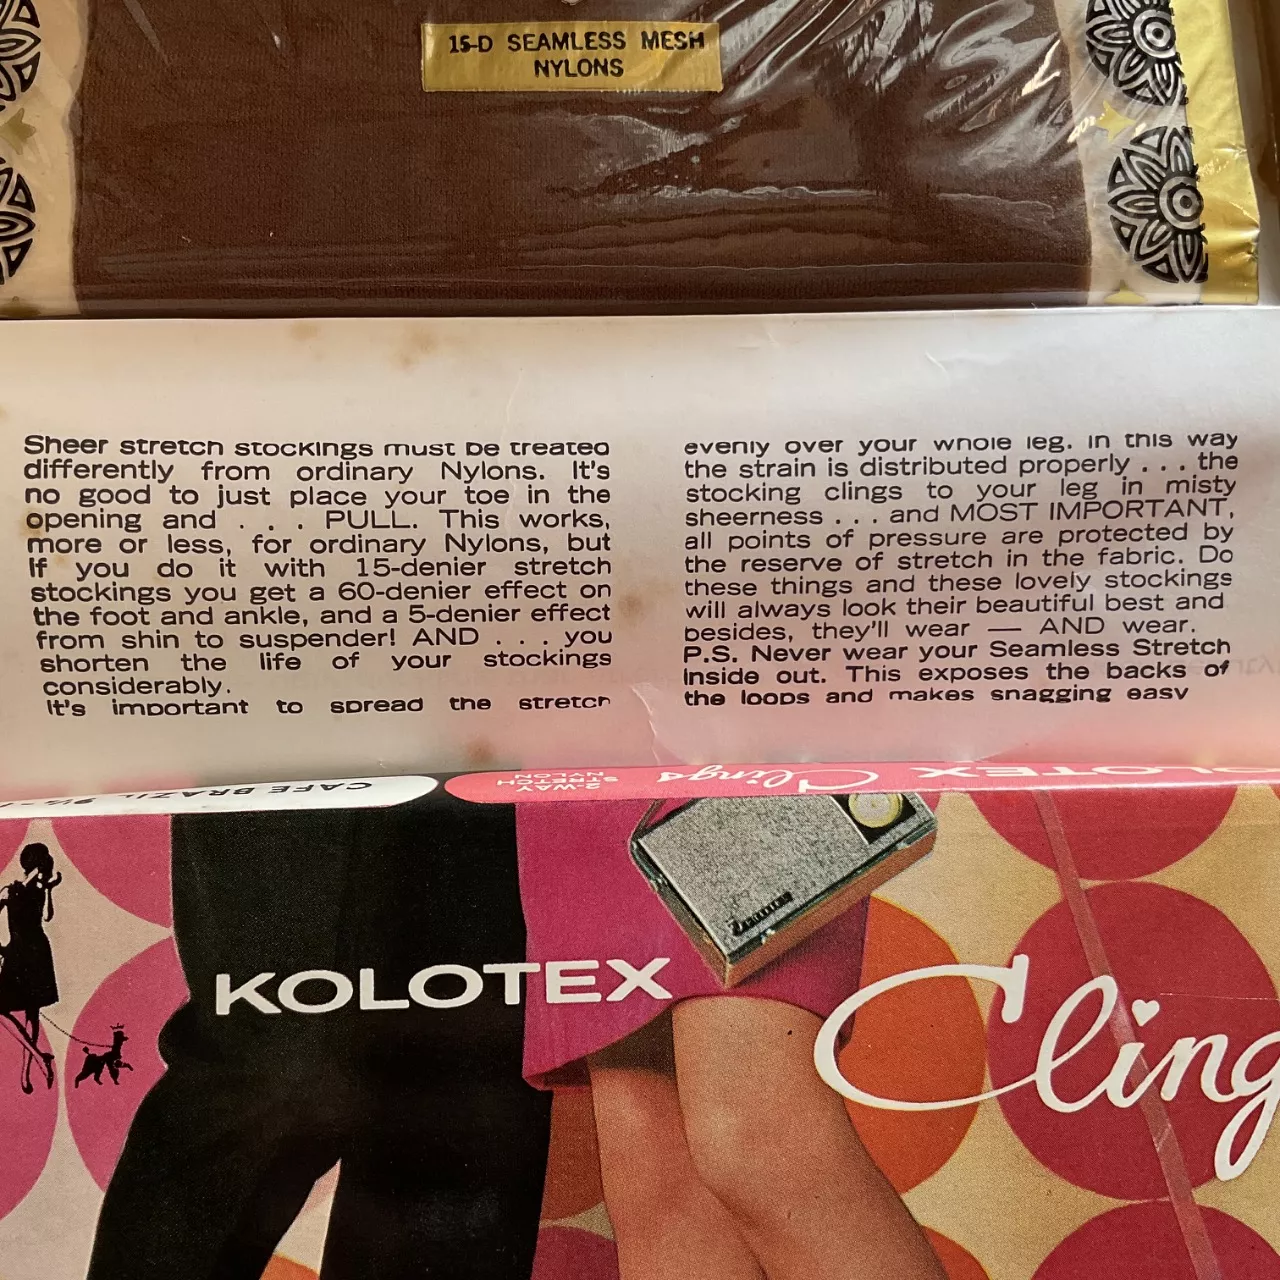 15-D SEAMLESS MESH
NYLONS
Sheer stretch stockings must be treated
differently from ordinary Nylons. It's
no good to just place your toe in the
opening and . . . PULL. This works,
more or less, for ordinary Nylons, but
if you do it with 15-denier stretch
stockings you get a 60-denier effect on
the foot and ankle, and a 5-denier effect
from shin to suspender! AND . . . you
shorten the life of your stockings
considerably.
It's important to spread the stretch
evenly over your whole leg. In this way
the strain is distributed properly . . . the
stocking clings to your leg in misty
sheerness . . . and MOST IMPORTANT,
all points of pressure are protected by
the reserve of stretch in the fabric. Do
these things and these lovely stockings
will always look their beautiful best and
besides, they'll wear — AND wear.
P.S. Never wear your Seamless Stretch
inside out. This exposes the backs of
the loops and makes snagging easy
KOLOTEX
Clings
2-WAY
STRETCH
NYLON
CAFE BRAZIL
KOLOTEX
Cling